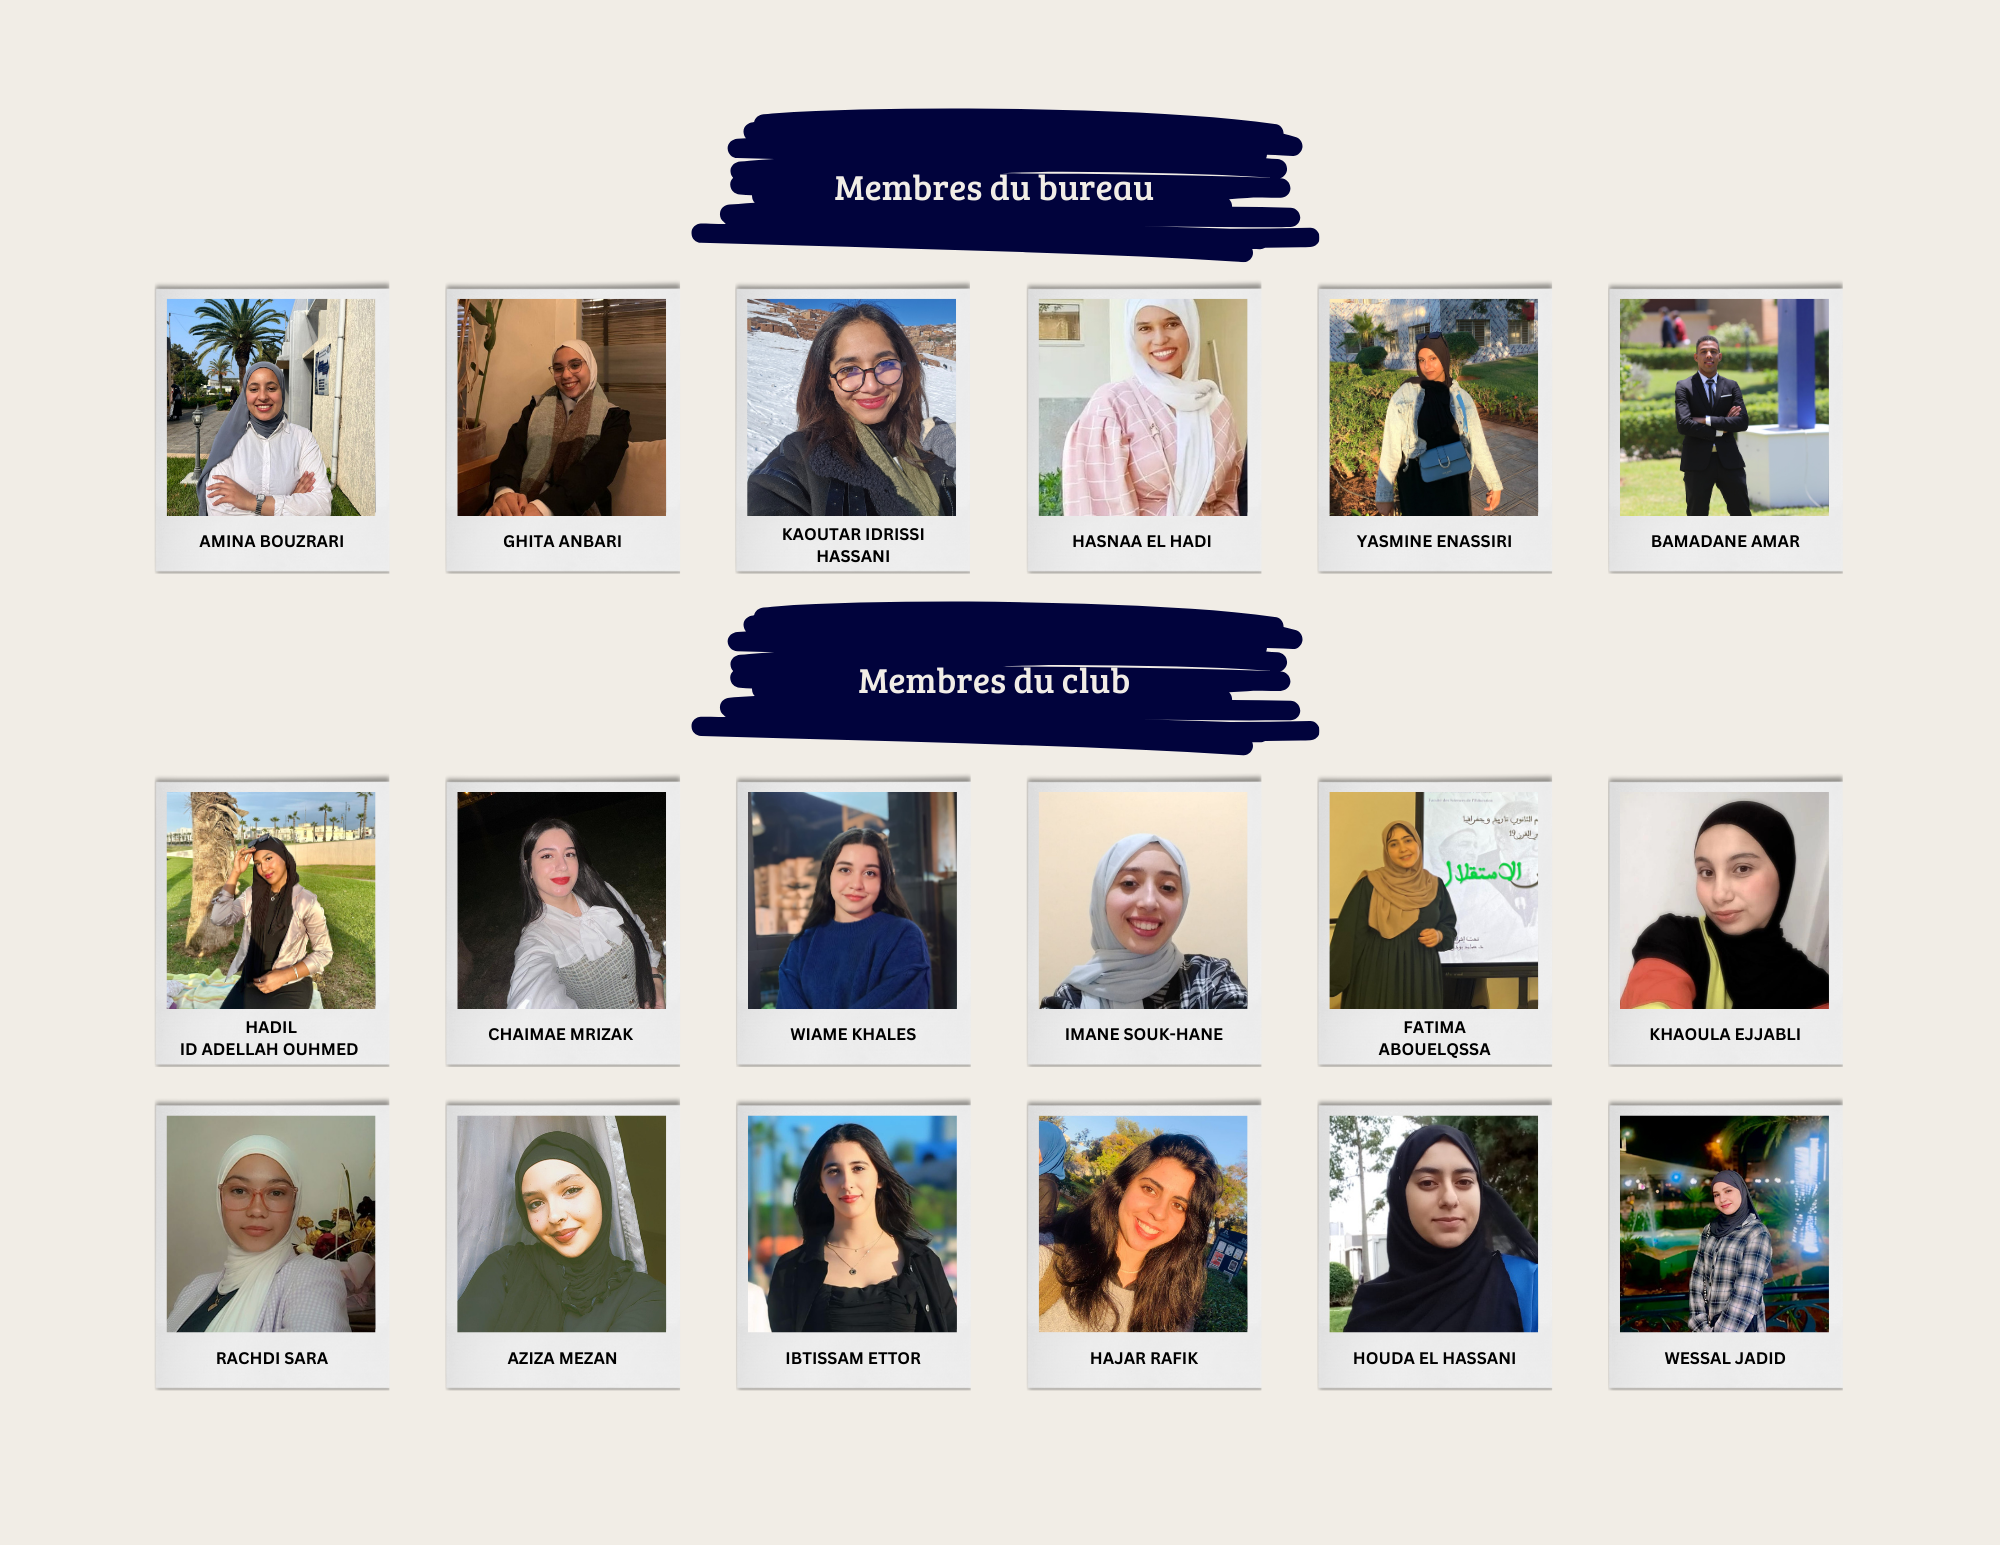 Membres du bureau
AMINA BOUZRARI
GHITA ANBARI
KAOUTAR IDRISSI
HASSANI
HASNAA EL HADI
YASMINE ENASSIRI
BAMADANE AMAR
Membres du club
HADIL
ID ADELLAH OUHMED
CHAIMAE MRIZAK
WIAME KHALES
IMANE SOUK-HANE
الاستقلال
FATIMA
ABOUELQSSA
KHAOULA EJJABLI
RACHDI SARA
AZIZA MEZAN
IBTISSAM ETTOR
HAJAR RAFIK
HOUDA EL HASSANI
WESSAL JADID